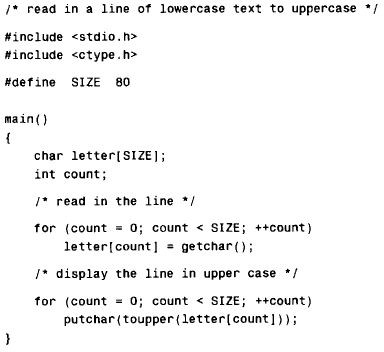 /* read in a line of lowercase text to uppercase */
#include <stdio.h>
#include <ctype.h>
#define  SIZE  80
main()
{
    char letter[SIZE];
    int count;
    /* read in the line */
    for (count = 0; count < SIZE; ++count)
        letter[count] = getchar();
    /* display the line in upper case */
    for (count = 0; count < SIZE; ++count)
        putchar(toupper(letter[count]));
}